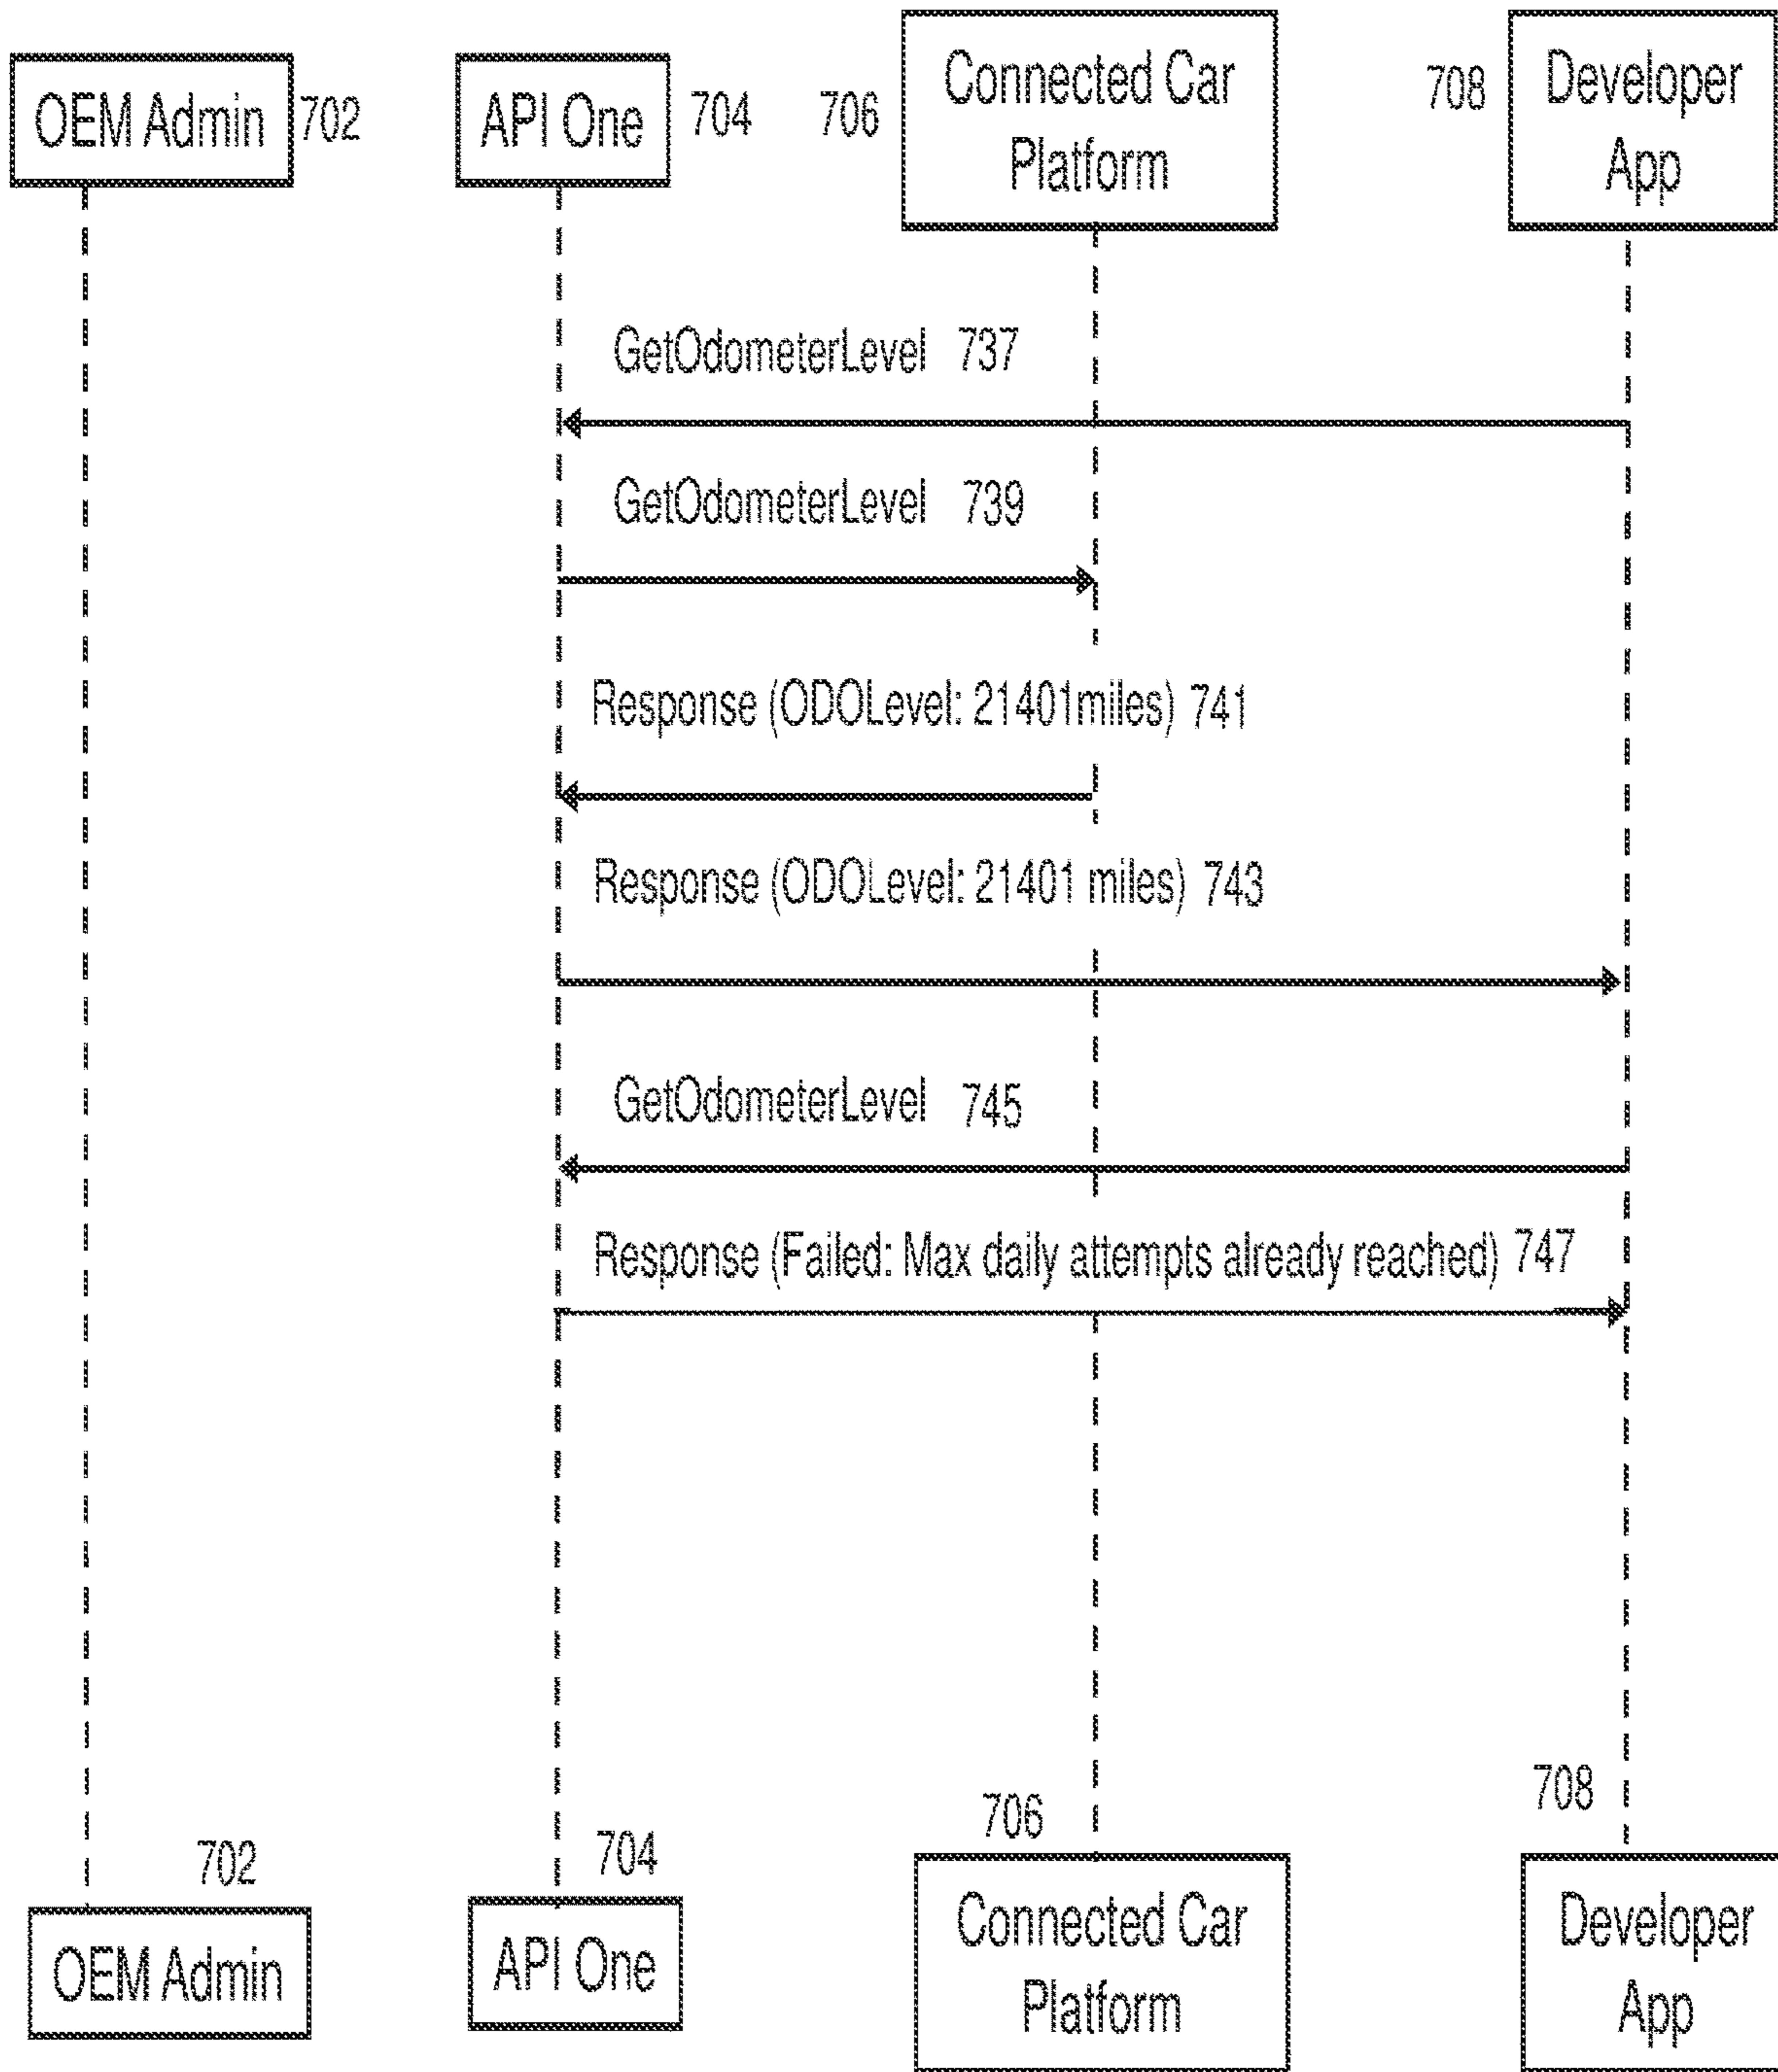 OEM Admin 702
API One 704
706 Connected Car
Platform
708 Developer
App
GetOdometerLevel 737
GetOdometerLevel 739
Response (ODOLevel: 21401miles) 741
Response (ODOLevel: 21401 miles) 743
GetOdometerLevel 745
Response (Failed: Max daily attempts already reached) 747
702
OEM Admin
704
API One
706
Connected Car
Platform
708
Developer
App